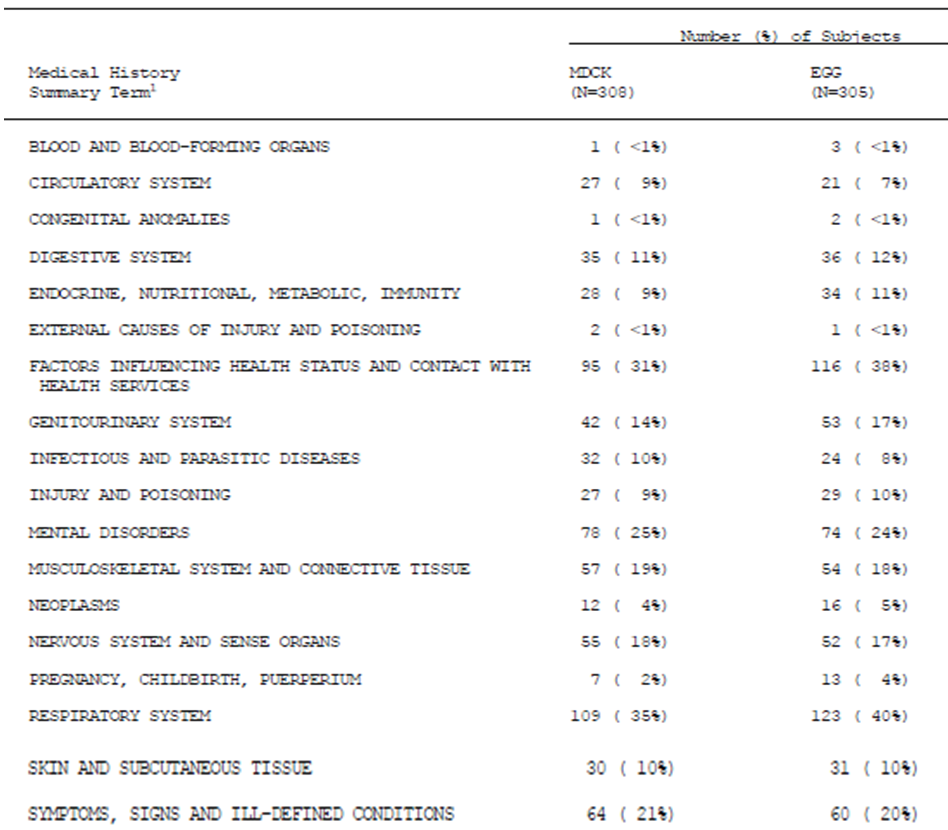 Number (%) of Subjects
Medical History MDCK EGG
Summary Term1 (N=308) (N=305)
BLOOD AND BLOOD-FORMING ORGANS 1 ( <1%) 3 ( <1%)
CIRCULATORY SYSTEM 27 ( 9%) 21 ( 7%)
CONGENITAL ANOMALIES 1 ( <1%) 2 ( <1%)
DIGESTIVE SYSTEM 35 ( 11%) 36 ( 12%)
ENDOCRINE, NUTRITIONAL, METABOLIC, IMMUNITY 28 ( 9%) 34 ( 11%)
EXTERNAL CAUSES OF INJURY AND POISONING 2 ( <1%) 1 ( <1%)
FACTORS INFLUENCING HEALTH STATUS AND CONTACT WITH 95 ( 31%) 116 ( 38%)
HEALTH SERVICES
GENITOURINARY SYSTEM 42 ( 14%) 53 ( 17%)
INFECTIOUS AND PARASITIC DISEASES 32 ( 10%) 24 ( 8%)
INJURY AND POISONING 27 ( 9%) 29 ( 10%)
MENTAL DISORDERS 78 ( 25%) 74 ( 24%)
MUSCULOSKELETAL SYSTEM AND CONNECTIVE TISSUE 57 ( 19%) 54 ( 18%)
NEOPLASMS 12 ( 4%) 16 ( 5%)
NERVOUS SYSTEM AND SENSE ORGANS 55 ( 18%) 52 ( 17%)
PREGNANCY, CHILDBIRTH, PUERPERIUM 7 ( 2%) 13 ( 4%)
RESPIRATORY SYSTEM 109 ( 35%) 123 ( 40%)
SKIN AND SUBCUTANEOUS TISSUE 30 ( 10%) 31 ( 10%)
SYMPTOMS, SIGNS AND ILL-DEFINED CONDITIONS 64 ( 21%) 60 ( 20%)